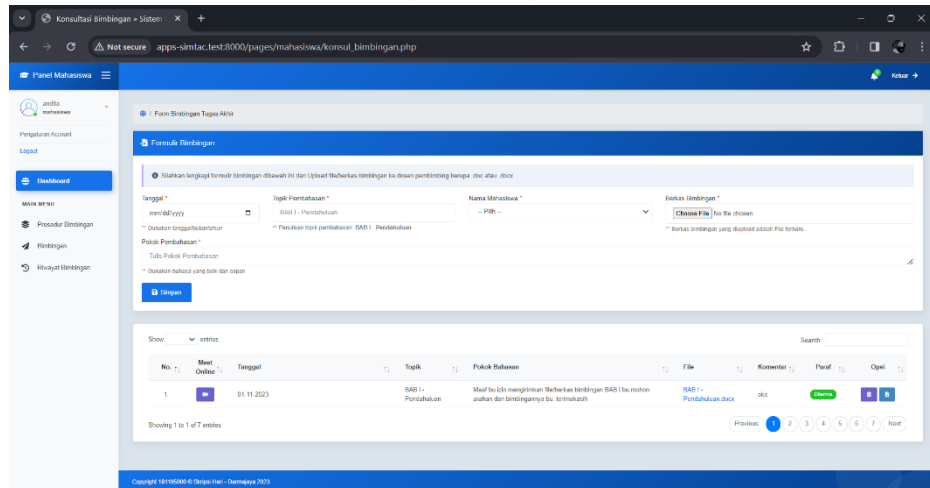 Konsultasi Bimbingan » Sistem
Not secure apps-simtac.test:8000/pages/mahasiswa/konsul_bimbingan.php
Panel Mahasiswa
Keluar
andita
mahasiswa
Pengaturan Account
Logout
Dashboard
MAIN MENU
Prosedur Bimbingan
Bimbingan
Riwayat Bimbingan
/ Form Bimbingan Tugas Akhir
Formulir Bimbingan
Silahkan lengkapi formulir bimbingan dibawah ini dan Upload file/berkas bimbingan ke dosen pembimbing berupa .doc atau .docx
Tanggal * Topik Pembahasan * Nama Mahasiswa * Berkas Bimbingan *
mm/dd/yyyy BAB I - Pendahuluan -- Pilih -- Choose File No file chosen
** Gunakan tanggal/bulan/tahun ** Penulisan topik pembahasan: BAB I - Pendahuluan ** Berkas bimbingan yang diupload adalah File terbaru.
Pokok Pembahasan *
Tulis Pokok Pembahasan
** Gunakan bahasa yang baik dan sopan
Simpan
Show entries Search:
No. Meet Online Tanggal Topik Pokok Bahasan File Komentar Paraf Opsi
1. 01-11-2023 BAB I - Pendahuluan Maaf bu izin mengirimkan file/berkas bimbingan BAB I bu mohon arahan dan bimbingannya bu, terimakasih BAB I - Pendahuluan.docx oke Diterima
Showing 1 to 1 of 7 entries Previous 1 2 3 4 5 6 7 Next
Copyright 191105000 © Skripsi Heri - Darmajaya 2023